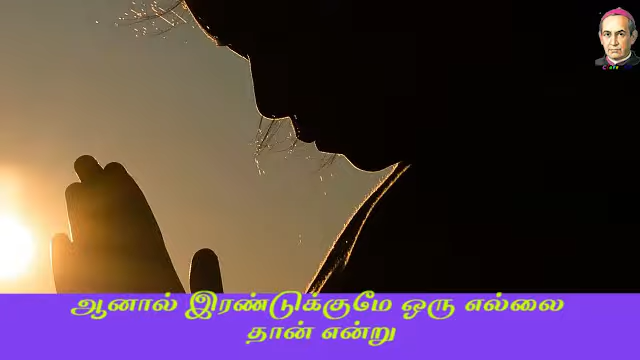 ஆனால் இரண்டுக்குமே ஒரு எல்லை
தான் என்று